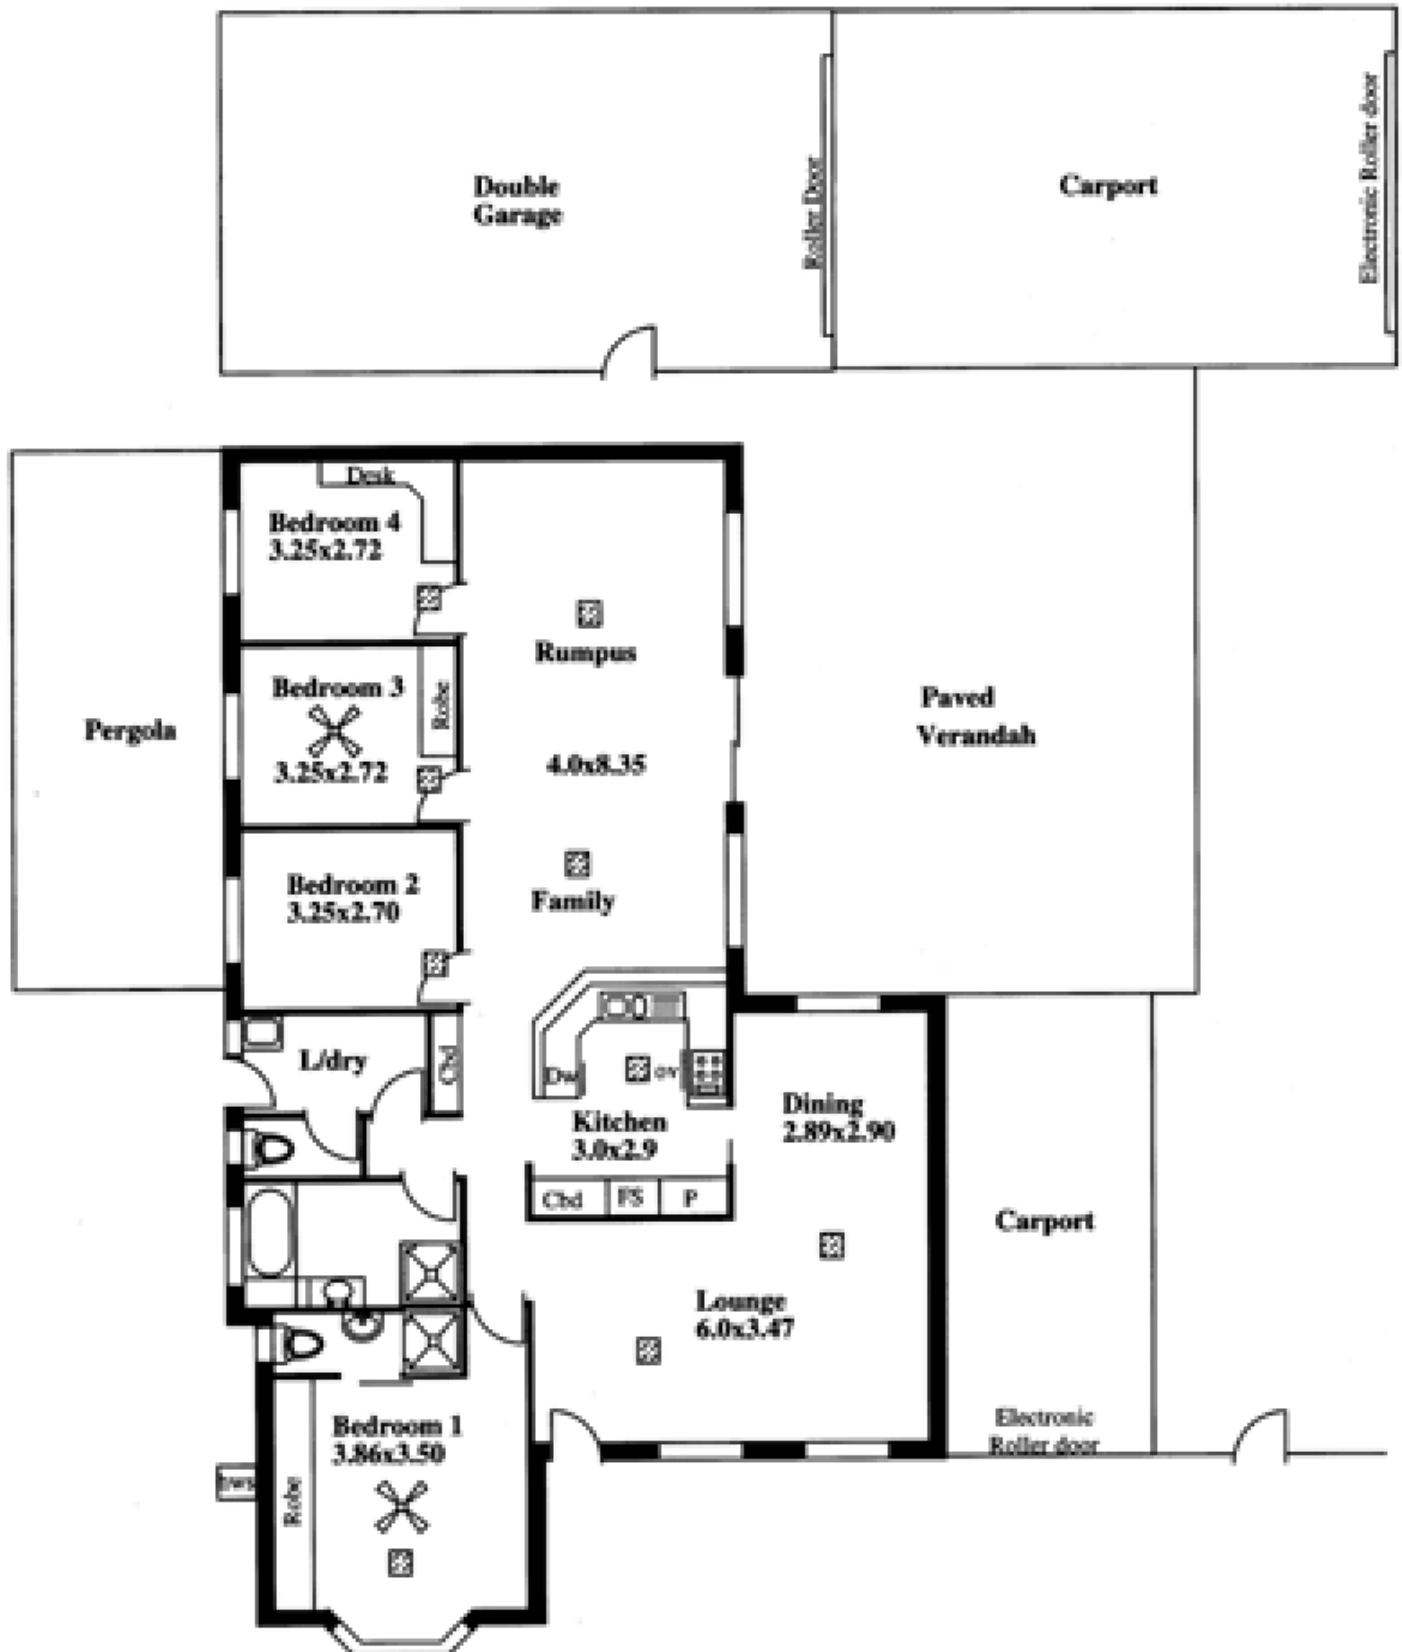 Double
Garage
Roller Door
Carport
Electronic Roller door
Desk
Bedroom 4
3.25x2.72
Rumpus
Bedroom 3
Robe
3.25x2.72
Pergola
4.0x8.35
Paved
Verandah
Family
Bedroom 2
3.25x2.70
L/dry
Cbd
Dw
ov
Kitchen
3.0x2.9
Dining
2.89x2.90
Cbd
FS
P
Carport
Lounge
6.0x3.47
Electronic
Roller door
Bedroom 1
3.86x3.50
Robe